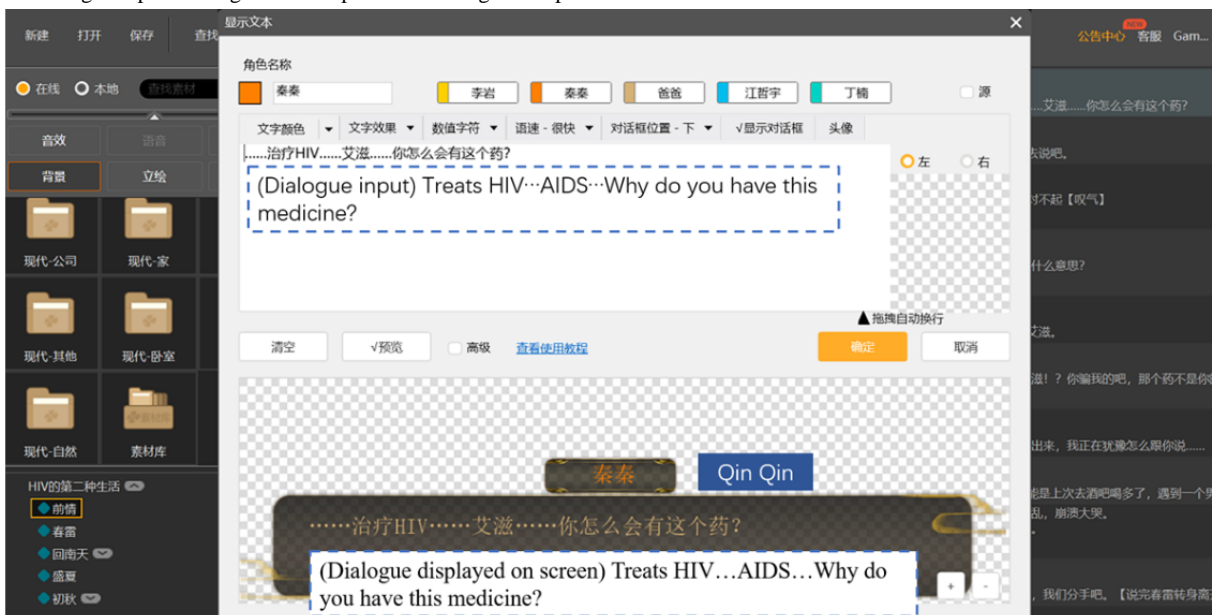 新建 打开 保存 查找
显示文本
NEW
公告中心 客服 Gam...
角色名称
在线 本地 查找素材
秦秦 李岩 秦秦 爸爸 江哲宇 丁楠 源
文字颜色 文字效果 数值字符 语速 - 很快 对话框位置 - 下 √显示对话框 头像
音效 语音
背景 立绘
......治疗HIV......艾滋......你怎么会有这个药?
左 右
(Dialogue input) Treats HIV…AIDS…Why do you have this
medicine?
现代-公司 现代-家
▲拖拽自动换行
清空 √预览 高级 查看使用教程 确定 取消
现代-其他 现代-卧室
现代-自然 素材库
秦秦
Qin Qin
……治疗HIV……艾滋……你怎么会有这个药?
(Dialogue displayed on screen) Treats HIV…AIDS…Why do
you have this medicine?
+ -
HIV的第二种生活
前情
春雷
回南天
盛夏
初秋
....艾滋......你怎么会有这个药?
去说吧。
对不起【叹气】
什么意思?
艾滋。
滋!?你骗我的吧,那个药不是你
出来,我正在犹豫怎么跟你说......
能是上次去酒吧喝多了,遇到一个男
乱,崩溃大哭。
,我们分手吧。【说完春雷转身离